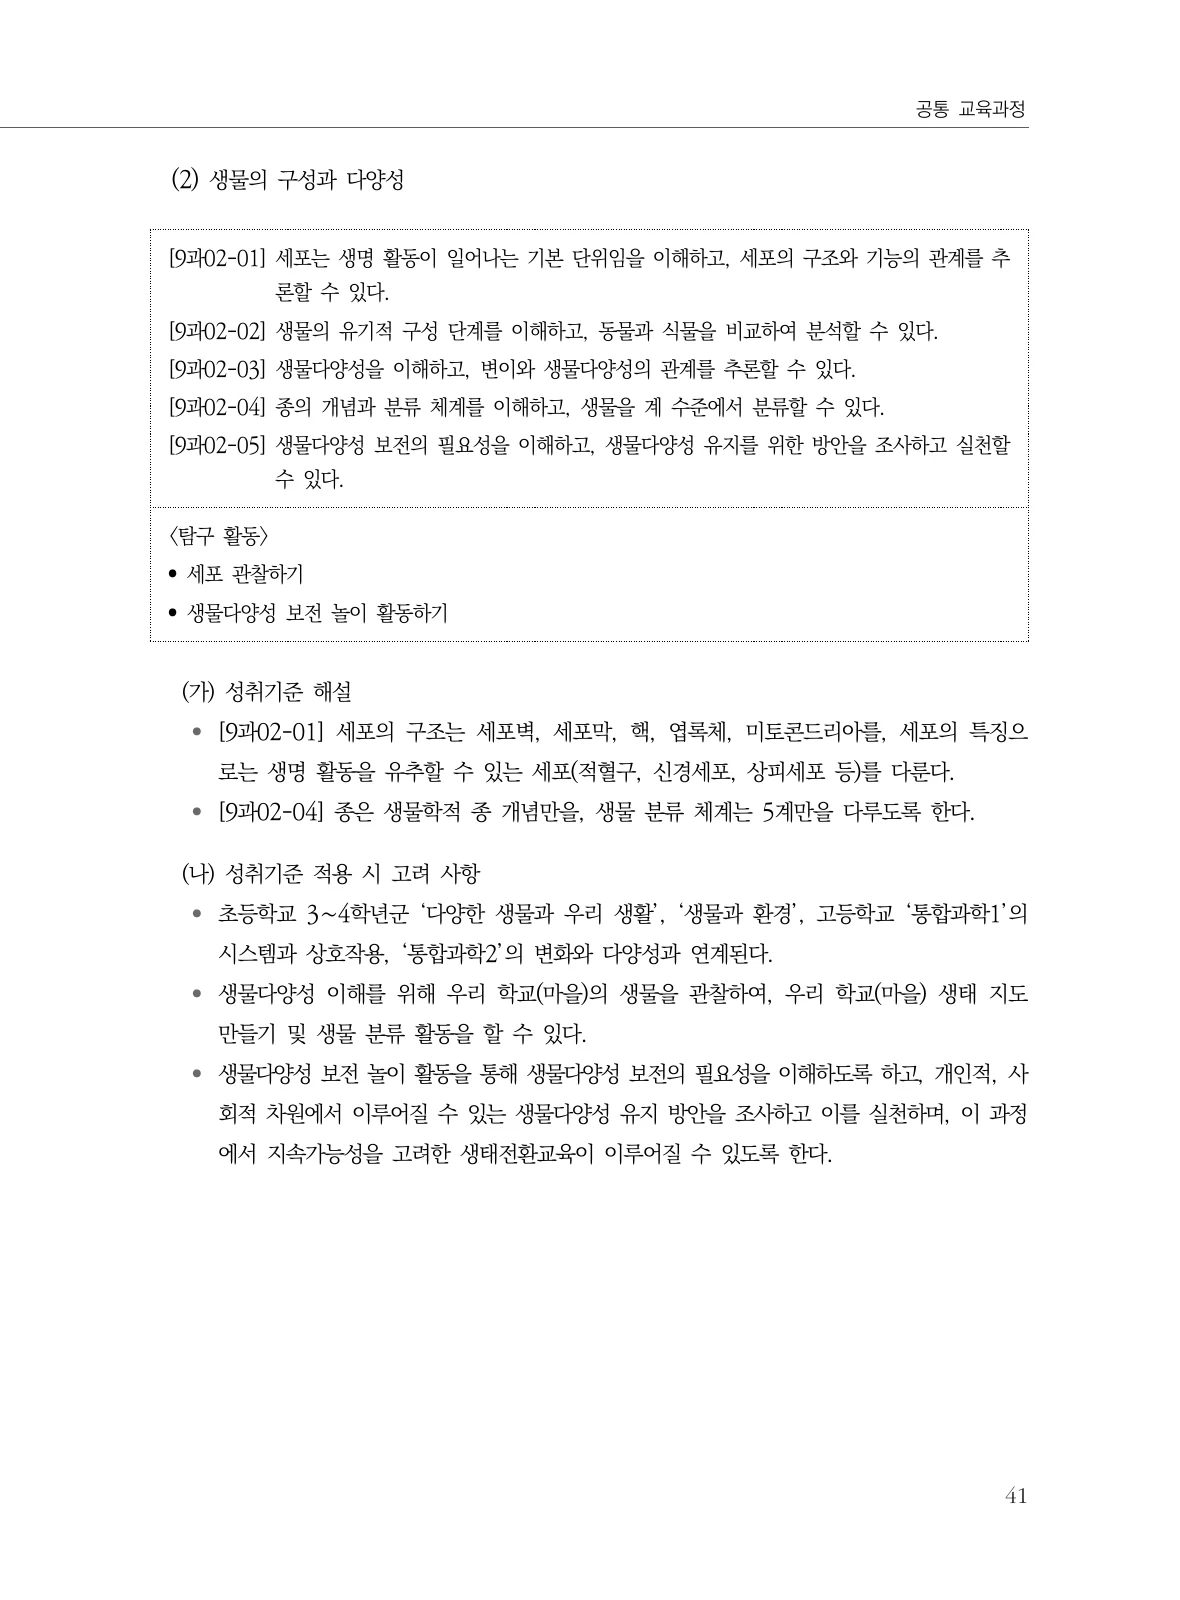 공통 교육과정
(2) 생물의 구성과 다양성
[9과02-01] 세포는 생명 활동이 일어나는 기본 단위임을 이해하고, 세포의 구조와 기능의 관계를 추
론할 수 있다.
[9과02-02] 생물의 유기적 구성 단계를 이해하고, 동물과 식물을 비교하여 분석할 수 있다.
[9과02-03] 생물다양성을 이해하고, 변이와 생물다양성의 관계를 추론할 수 있다.
[9과02-04] 종의 개념과 분류 체계를 이해하고, 생물을 계 수준에서 분류할 수 있다.
[9과02-05] 생물다양성 보전의 필요성을 이해하고, 생물다양성 유지를 위한 방안을 조사하고 실천할
수 있다.
〈탐구 활동〉
• 세포 관찰하기
• 생물다양성 보전 놀이 활동하기
(가) 성취기준 해설
• [9과02-01] 세포의 구조는 세포벽, 세포막, 핵, 엽록체, 미토콘드리아를, 세포의 특징으
로는 생명 활동을 유추할 수 있는 세포(적혈구, 신경세포, 상피세포 등)를 다룬다.
• [9과02-04] 종은 생물학적 종 개념만을, 생물 분류 체계는 5계만을 다루도록 한다.
(나) 성취기준 적용 시 고려 사항
• 초등학교 3~4학년군 ‘다양한 생물과 우리 생활’, ‘생물과 환경’, 고등학교 ‘통합과학1’의
시스템과 상호작용, ‘통합과학2’의 변화와 다양성과 연계된다.
• 생물다양성 이해를 위해 우리 학교(마을)의 생물을 관찰하여, 우리 학교(마을) 생태 지도
만들기 및 생물 분류 활동을 할 수 있다.
• 생물다양성 보전 놀이 활동을 통해 생물다양성 보전의 필요성을 이해하도록 하고, 개인적, 사
회적 차원에서 이루어질 수 있는 생물다양성 유지 방안을 조사하고 이를 실천하며, 이 과정
에서 지속가능성을 고려한 생태전환교육이 이루어질 수 있도록 한다.
41